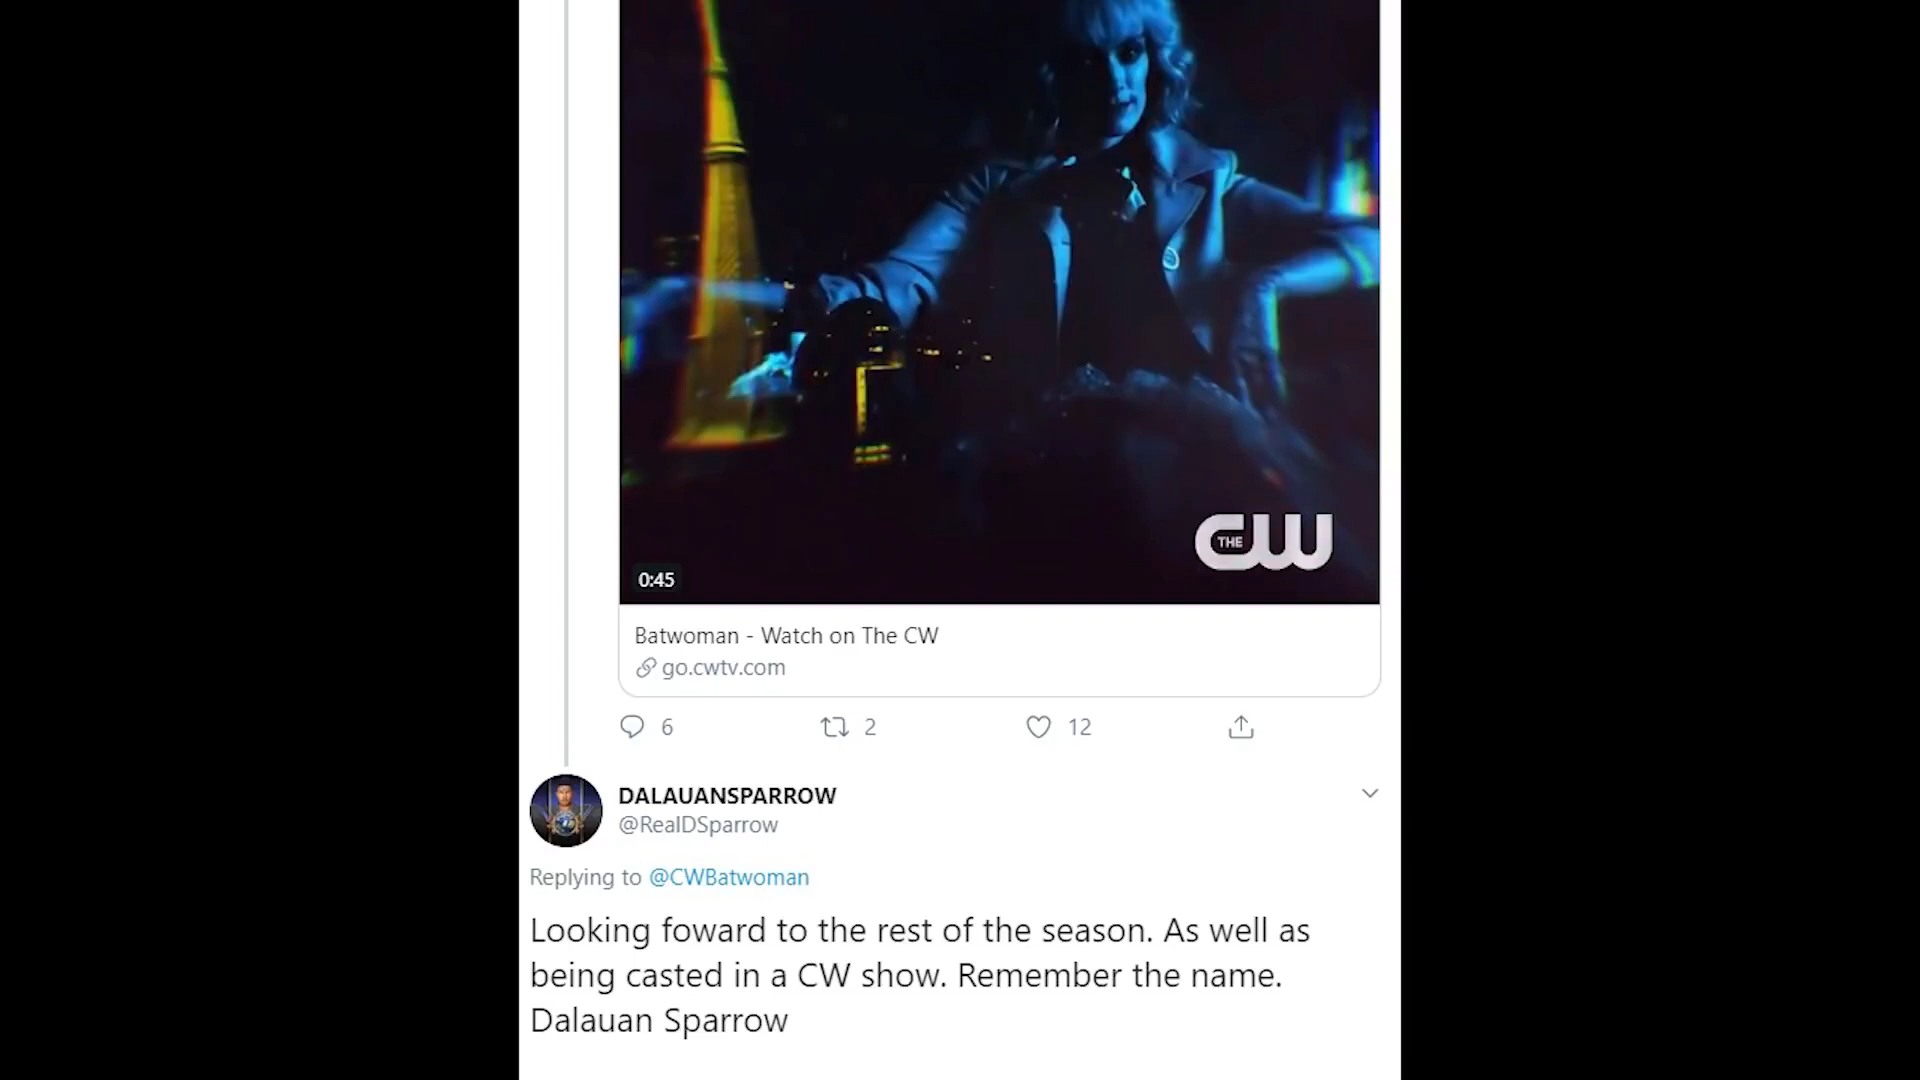 THE CW
0:45
Batwoman - Watch on The CW
go.cwtv.com
6 2 12
DALAUANSPARROW
@RealDSparrow
Replying to @CWBatwoman
Looking foward to the rest of the season. As well as
being casted in a CW show. Remember the name.
Dalauan Sparrow